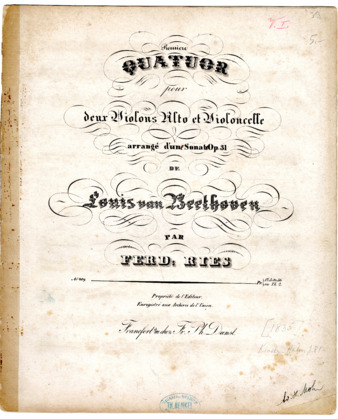 QUATUOR
pour
deux Violons Alto et Violoncelle
arrangé d'une Sonate Op. 31
DE
Louis van Beethoven
PAR
FERD: RIES
Propriété de l'Editeur.
Enregistré aux Archives de l'Union.
Francfort s/m chez Fr. Ph. Dunst.